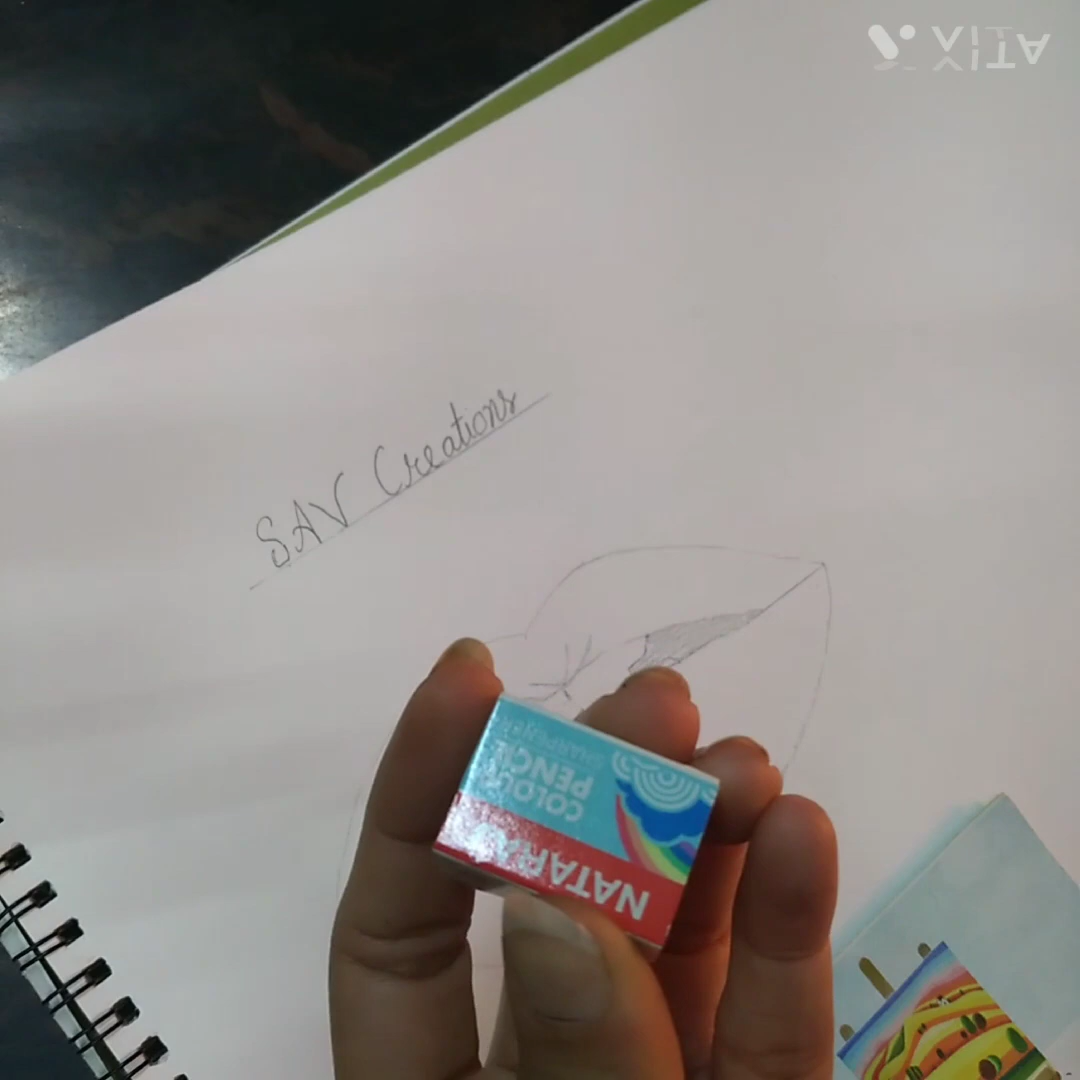 VITA
SAV Creations
NATARAJ
COLOUR
PENCIL
SHARPENER